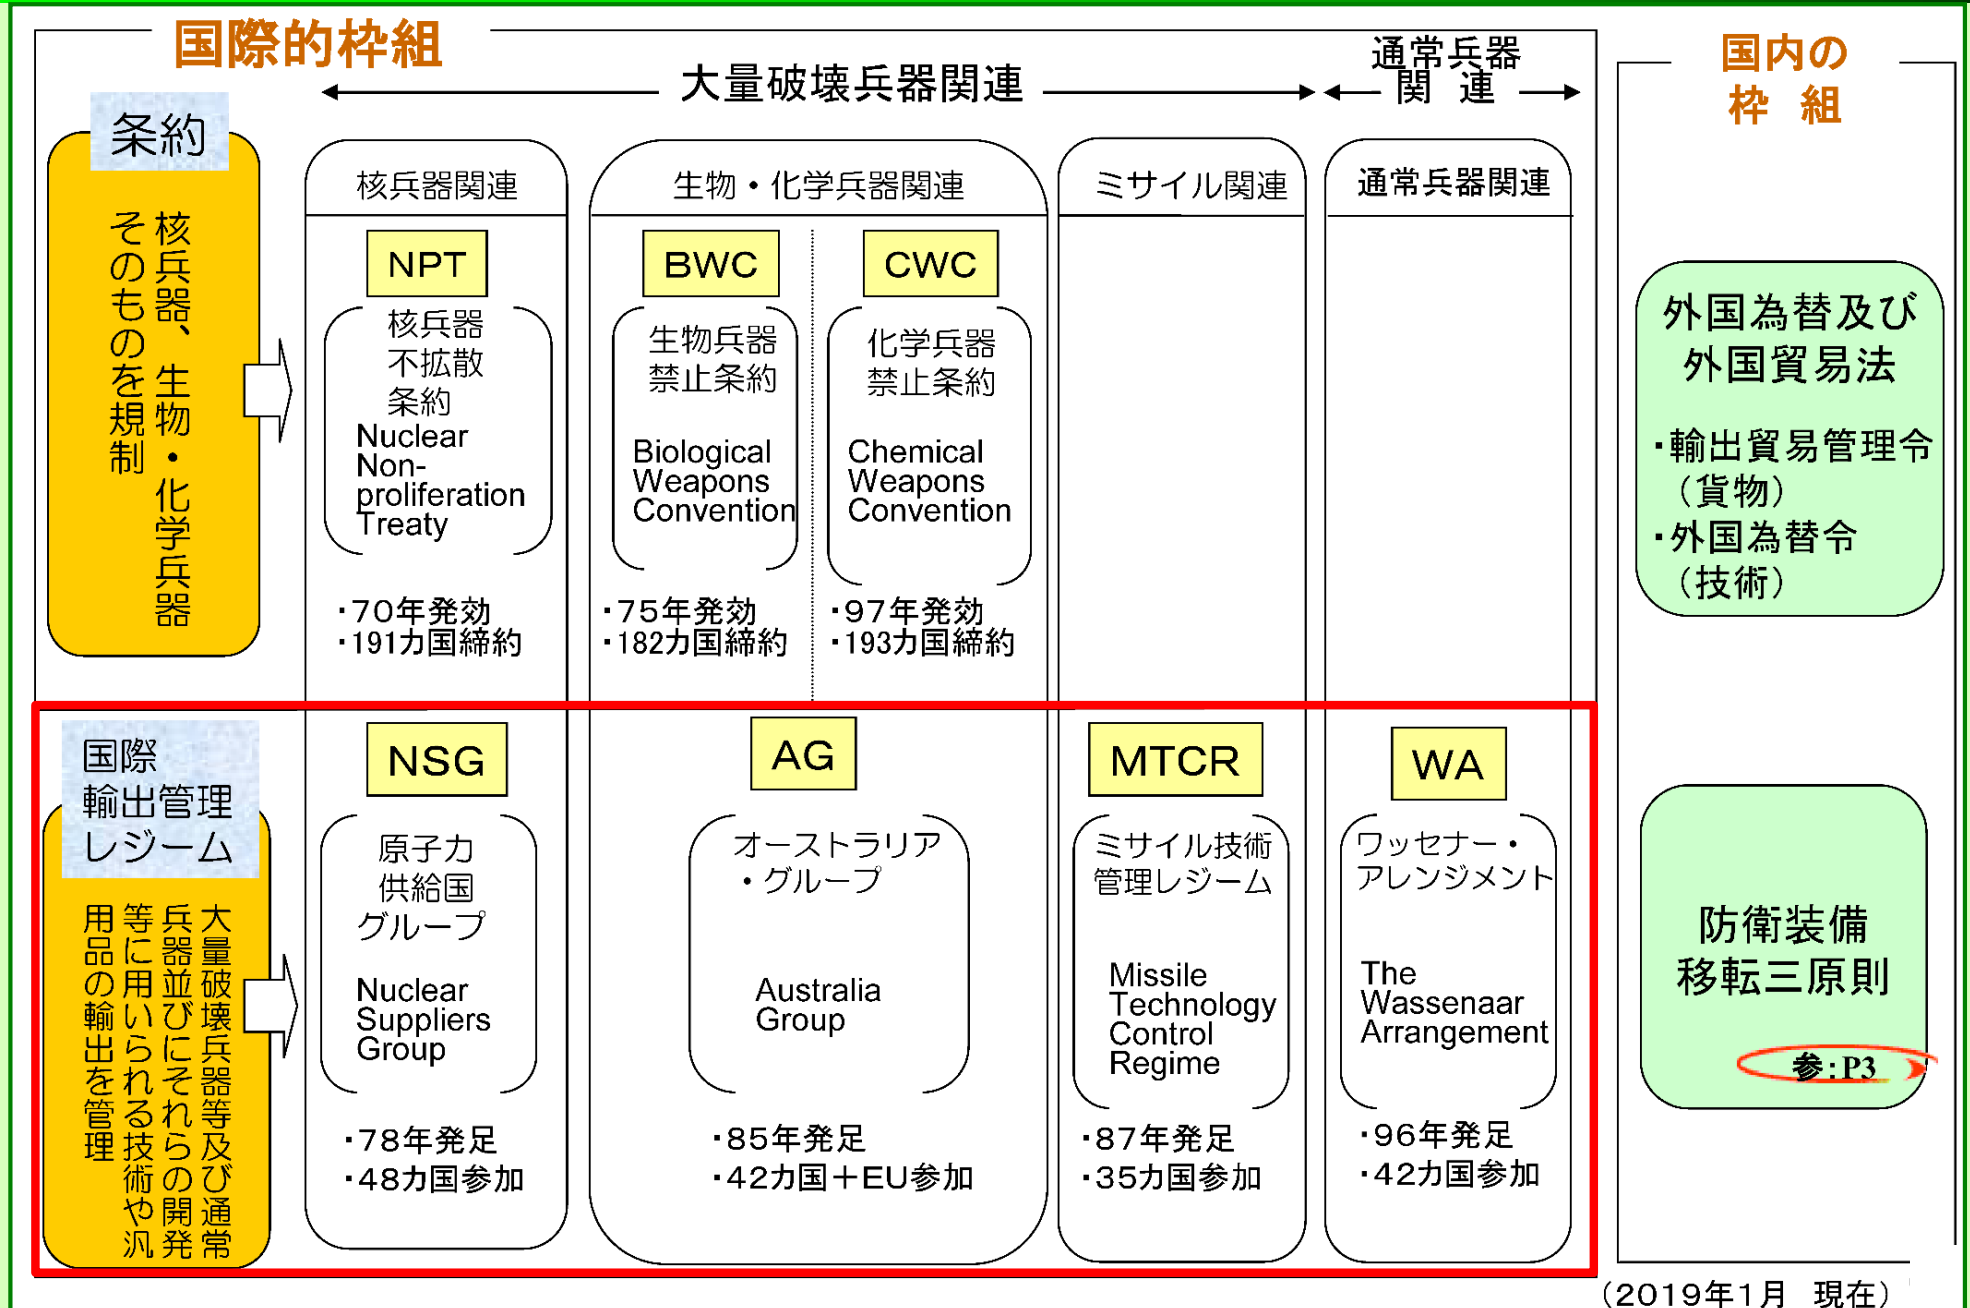 国際的枠組
大量破壊兵器関連
通常兵器
関 連
国内の
枠 組
条約
核兵器、生物・化学兵器
そのものを規制
核兵器関連
NPT
核兵器
不拡散
条約
Nuclear
Non-
proliferation
Treaty
・70年発効
・191カ国締約
生物・化学兵器関連
BWC
生物兵器
禁止条約
Biological
Weapons
Convention
・75年発効
・182カ国締約
CWC
化学兵器
禁止条約
Chemical
Weapons
Convention
・97年発効
・193カ国締約
ミサイル関連
通常兵器関連
国際
輸出管理
レジーム
大量破壊兵器等及び通常
兵器並びにそれらの開発
等に用いられる技術や汎
用品の輸出を管理
NSG
原子力
供給国
グループ
Nuclear
Suppliers
Group
・78年発足
・48カ国参加
AG
オーストラリア
・グループ
Australia
Group
・85年発足
・42カ国+EU参加
MTCR
ミサイル技術
管理レジーム
Missile
Technology
Control
Regime
・87年発足
・35カ国参加
WA
ワッセナー・
アレンジメント
The
Wassenaar
Arrangement
・96年発足
・42カ国参加
外国為替及び
外国貿易法
・輸出貿易管理令
（貨物）
・外国為替令
（技術）
防衛装備
移転三原則
参:P3
（2019年1月 現在）